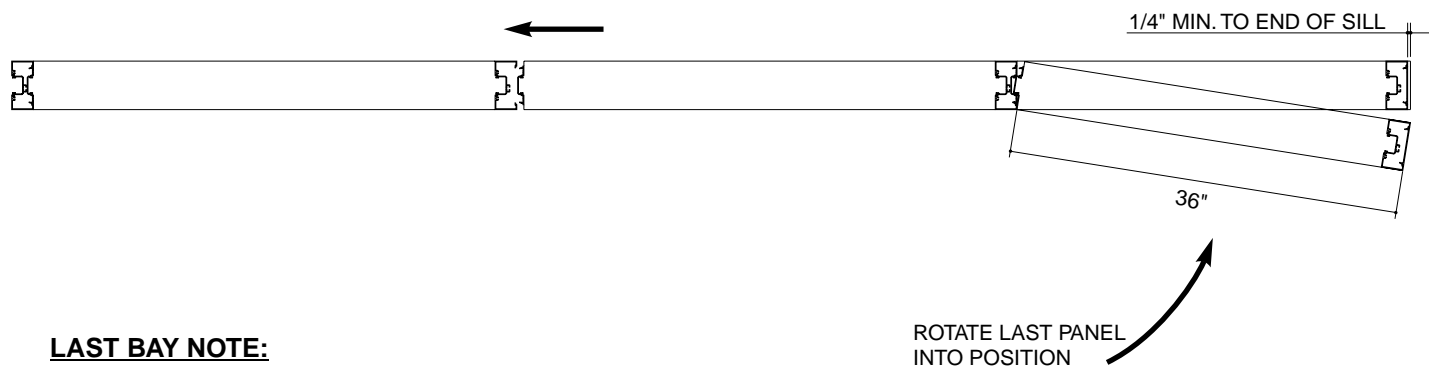 1/4" MIN. TO END OF SILL
36"
ROTATE LAST PANEL
INTO POSITION
LAST BAY NOTE: